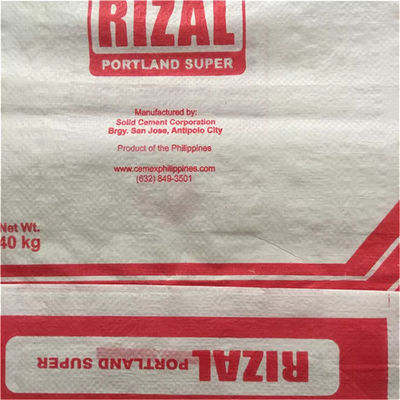 RIZAL
PORTLAND SUPER
Manufactured by:
Solid Cement Corporation
Brgy. San Jose, Antipolo City
Product of the Philippines
www.cemexphilippines.com
(632) 849-3501
Net Wt.
40 kg
RIZAL PORTLAND SUPER